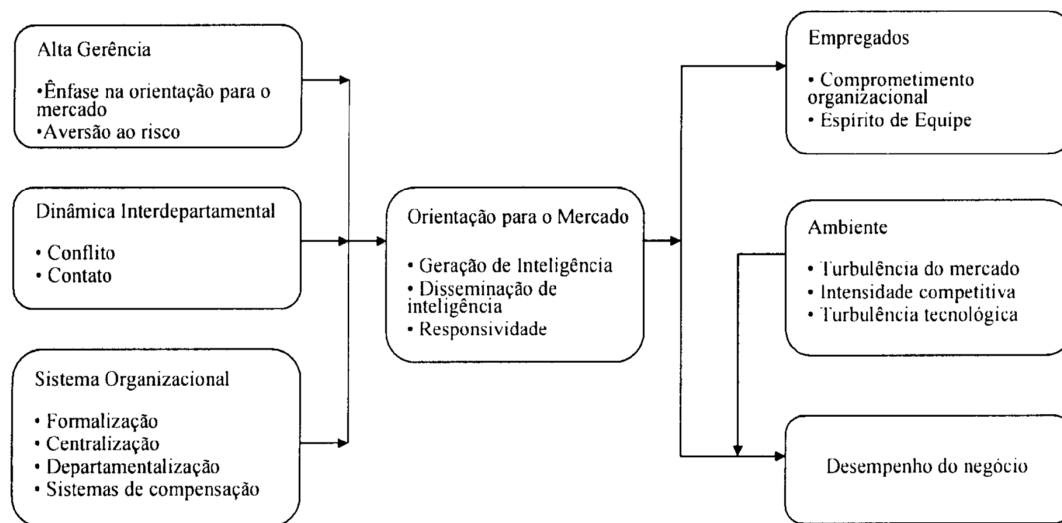 Alta Gerência
•Ênfase na orientação para o
mercado
•Aversão ao risco
Dinâmica Interdepartamental
• Conflito
• Contato
Sistema Organizacional
• Formalização
• Centralização
• Departamentalização
• Sistemas de compensação
Orientação para o Mercado
• Geração de Inteligência
• Disseminação de
inteligência
• Responsividade
Empregados
• Comprometimento
organizacional
• Espírito de Equipe
Ambiente
• Turbulência do mercado
• Intensidade competitiva
• Turbulência tecnológica
Desempenho do negócio